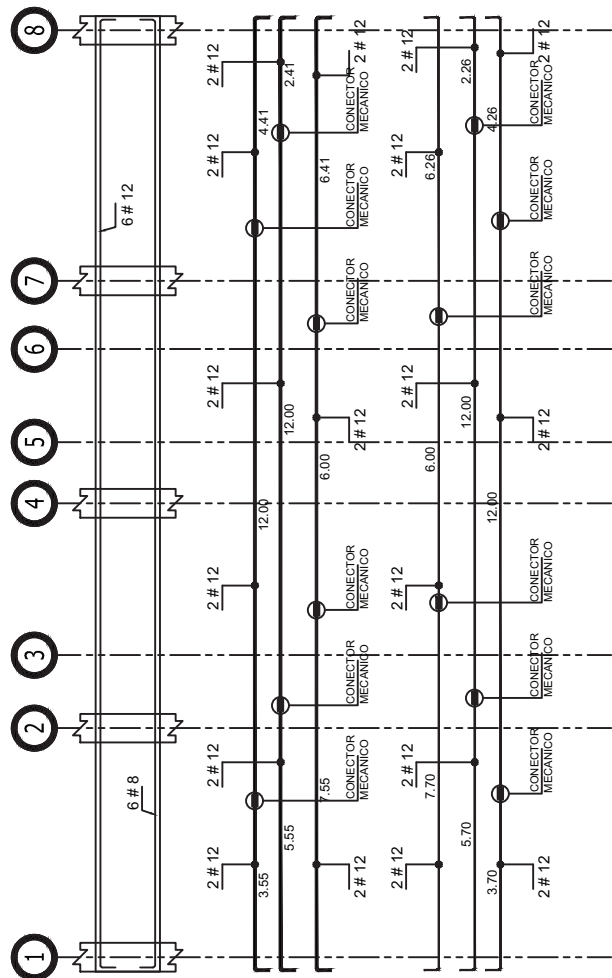 1
2
3
4
5
6
7
8
6 # 8
6 # 12
2 # 12
2 # 12
2 # 12
2 # 12
2 # 12
2 # 12
3.55
12.00
4.41
5.55
12.00
2.41
7.55
6.00
6.41
2 # 12
CONECTOR
MECANICO
CONECTOR
MECANICO
CONECTOR
MECANICO
2 # 12
CONECTOR
MECANICO
CONECTOR
MECANICO
CONECTOR
MECANICO
2 # 12
2 # 12
2 # 12
2 # 12
2 # 12
2 # 12
2 # 12
7.70
6.00
6.26
5.70
12.00
2.26
3.70
12.00
4.26
2 # 12
CONECTOR
MECANICO
CONECTOR
MECANICO
CONECTOR
MECANICO
2 # 12
CONECTOR
MECANICO
CONECTOR
MECANICO
CONECTOR
MECANICO
2 # 12